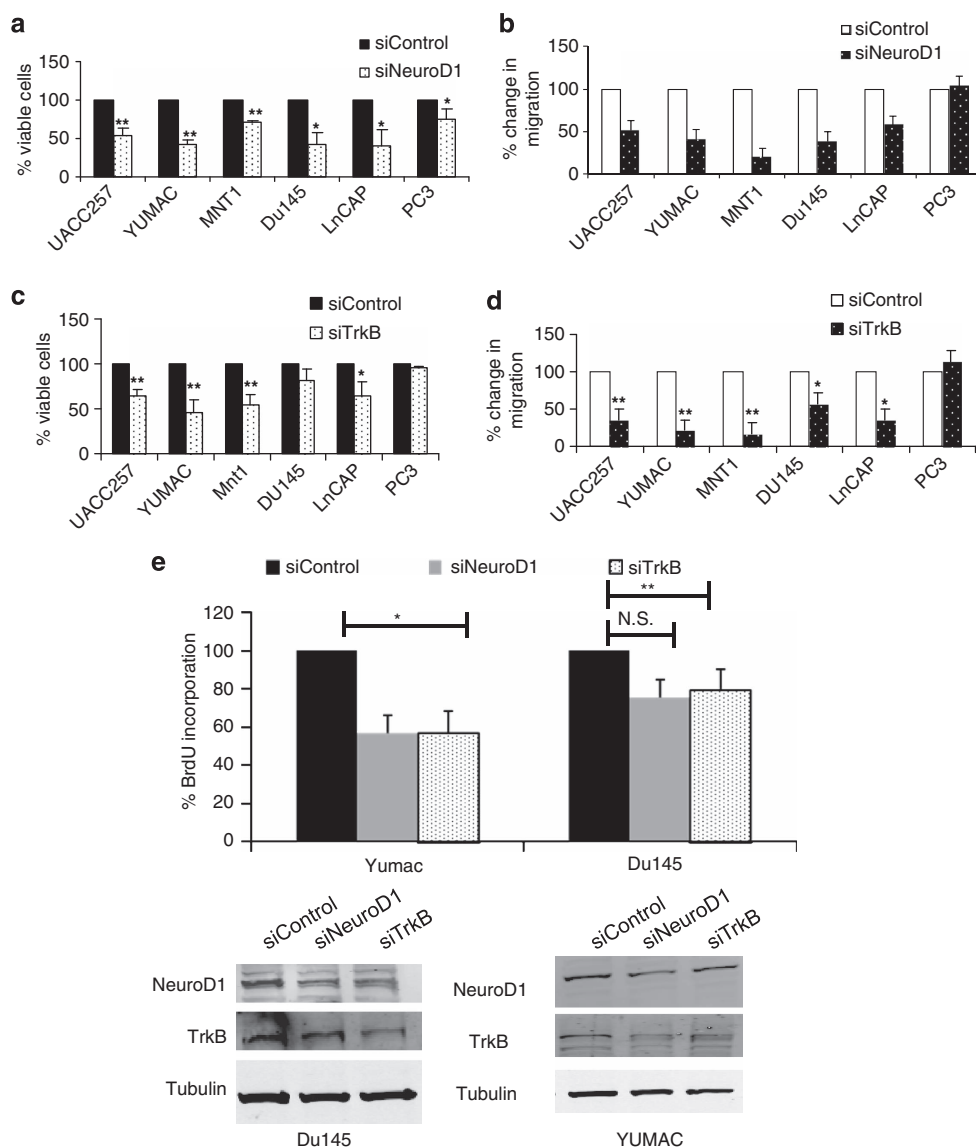 a
siControl
siNeuroD1
% viable cells
150
100
50
0
** ** ** * * *
UACC257 YUMAC MNT1 Du145 LnCAP PC3
b
siControl
siNeuroD1
% change in
migration
150
100
50
0
UACC257 YUMAC MNT1 Du145 LnCAP PC3
c
siControl
siTrkB
% viable cells
150
100
50
0
** ** ** *
UACC257 YUMAC Mnt1 DU145 LnCAP PC3
d
siControl
siTrkB
% change in
migration
150
100
50
0
** ** ** * *
UACC257 YUMAC MNT1 DU145 LnCAP PC3
e
siControl siNeuroD1 siTrkB
% BrdU incorporation
120
100
80
60
40
20
0
*
**
N.S.
Yumac Du145
siControl siNeuroD1 siTrkB
NeuroD1
TrkB
Tubulin
Du145
siControl siNeuroD1 siTrkB
NeuroD1
TrkB
Tubulin
YUMAC